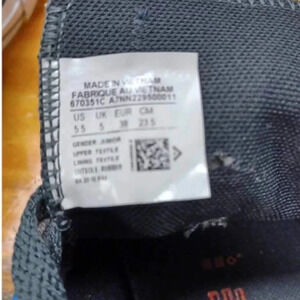 MADE IN VIETNAM
FABRIQUE AU VIETNAM
670351C A7NN229500011
US UK EUR CM
5.5 5 38 23.5
GENDER JUNIOR
UPPER TEXTILE
LINING TEXTILE
OUTSOLE RUBBER